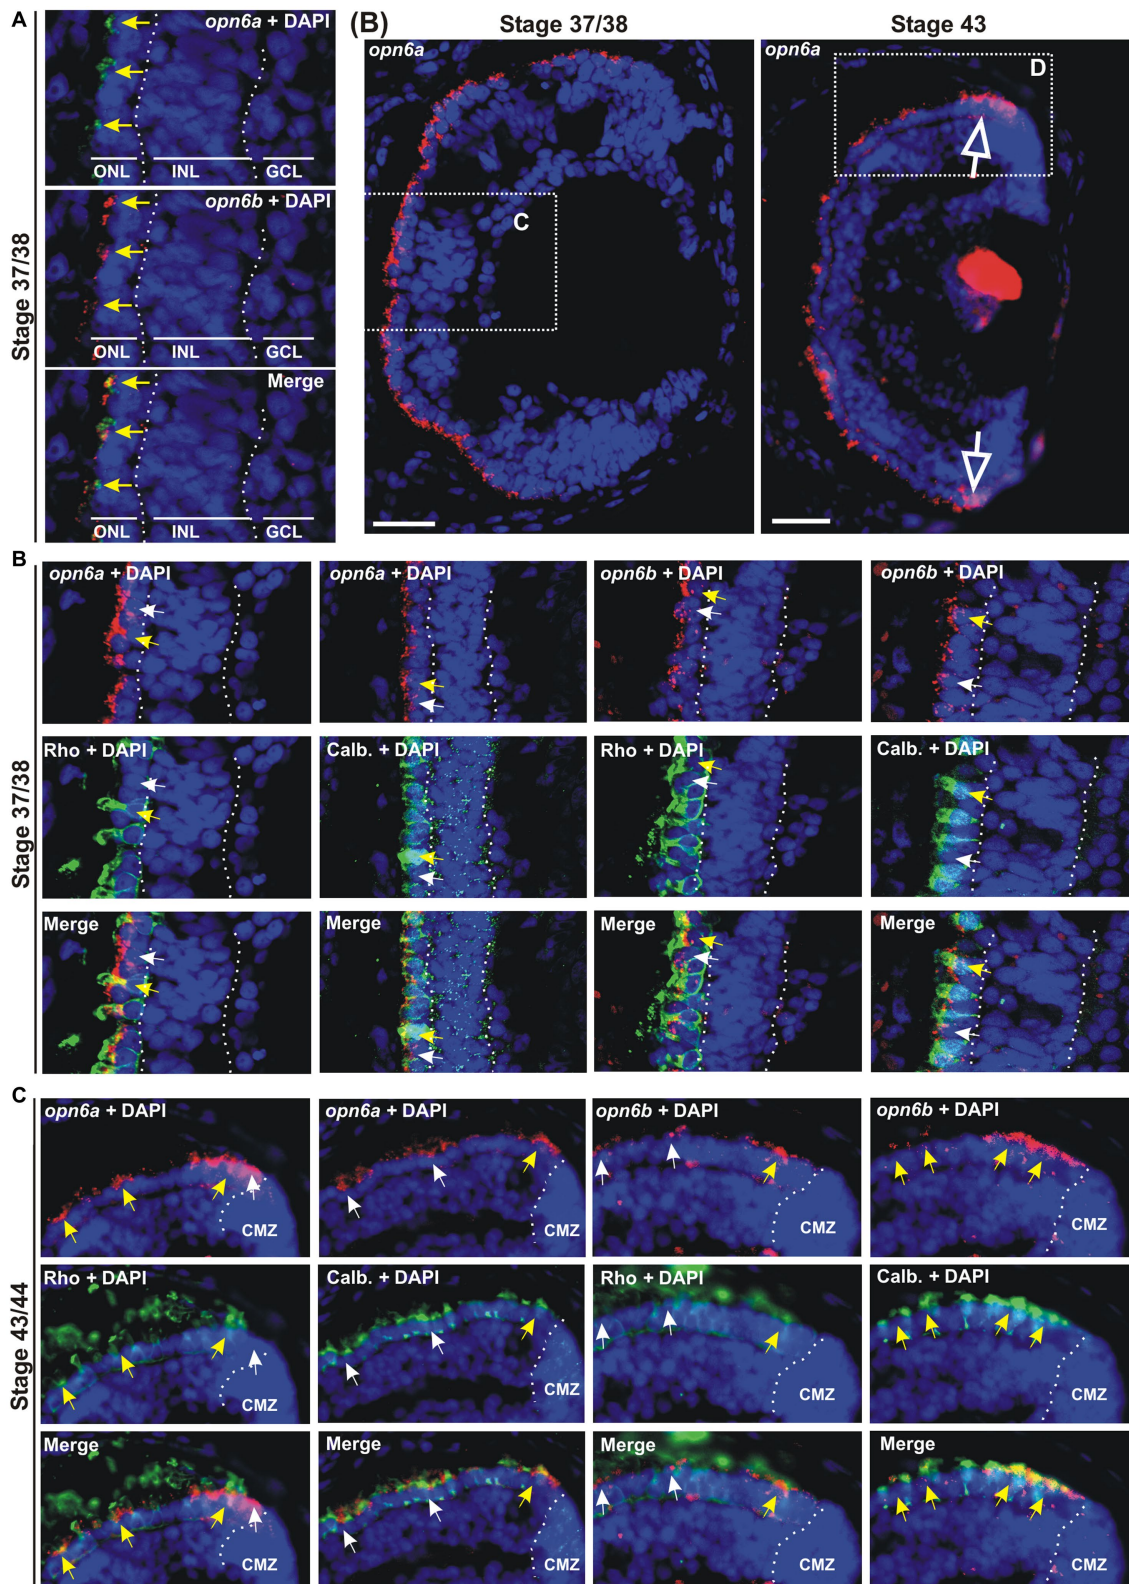 A
Stage 37/38
opn6a + DAPI
ONL INL GCL
opn6b + DAPI
ONL INL GCL
Merge
ONL INL GCL
(B) Stage 37/38 Stage 43
opn6a
C
opn6a
D
B
Stage 37/38
opn6a + DAPI opn6a + DAPI opn6b + DAPI opn6b + DAPI
Rho + DAPI Calb. + DAPI Rho + DAPI Calb. + DAPI
Merge Merge Merge Merge
C
Stage 43/44
opn6a + DAPI opn6a + DAPI opn6b + DAPI opn6b + DAPI
CMZ CMZ CMZ CMZ
Rho + DAPI Calb. + DAPI Rho + DAPI Calb. + DAPI
CMZ CMZ CMZ CMZ
Merge Merge Merge Merge
CMZ CMZ CMZ CMZ